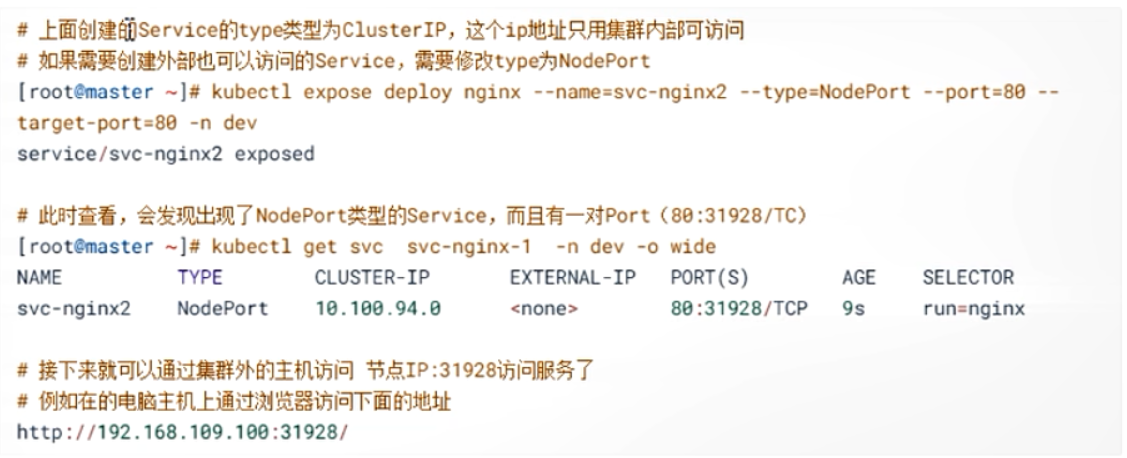 # 上面创建的Service的type类型为ClusterIP，这个ip地址只用集群内部可访问
# 如果需要创建外部也可以访问的Service，需要修改type为NodePort
[root@master ~]# kubectl expose deploy nginx --name=svc-nginx2 --type=NodePort --port=80 --
target-port=80 -n dev
service/svc-nginx2 exposed
# 此时查看，会发现出现了NodePort类型的Service，而且有一对Port（80:31928/TC）
[root@master ~]# kubectl get svc  svc-nginx-1  -n dev -o wide
NAME TYPE CLUSTER-IP EXTERNAL-IP PORT(S) AGE SELECTOR
svc-nginx2 NodePort 10.100.94.0 <none> 80:31928/TCP 9s run=nginx
# 接下来就可以通过集群外的主机访问 节点IP:31928访问服务了
# 例如在的电脑主机上通过浏览器访问下面的地址
http://192.168.109.100:31928/